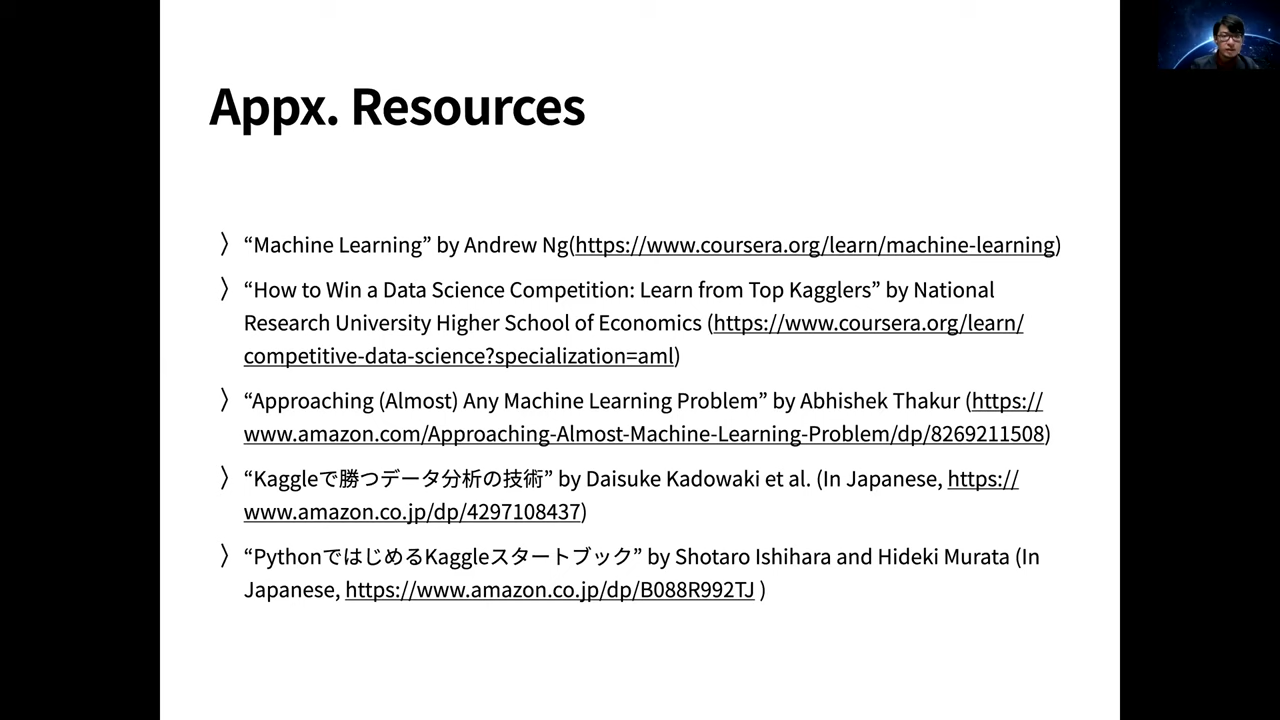 Appx. Resources
〉 “Machine Learning” by Andrew Ng(https://www.coursera.org/learn/machine-learning)
〉 “How to Win a Data Science Competition: Learn from Top Kagglers” by National
Research University Higher School of Economics (https://www.coursera.org/learn/
competitive-data-science?specialization=aml)
〉 “Approaching (Almost) Any Machine Learning Problem” by Abhishek Thakur (https://
www.amazon.com/Approaching-Almost-Machine-Learning-Problem/dp/8269211508)
〉 “Kaggleで勝つデータ分析の技術” by Daisuke Kadowaki et al. (In Japanese, https://
www.amazon.co.jp/dp/4297108437)
〉 “PythonではじめるKaggleスタートブック” by Shotaro Ishihara and Hideki Murata (In
Japanese, https://www.amazon.co.jp/dp/B088R992TJ )